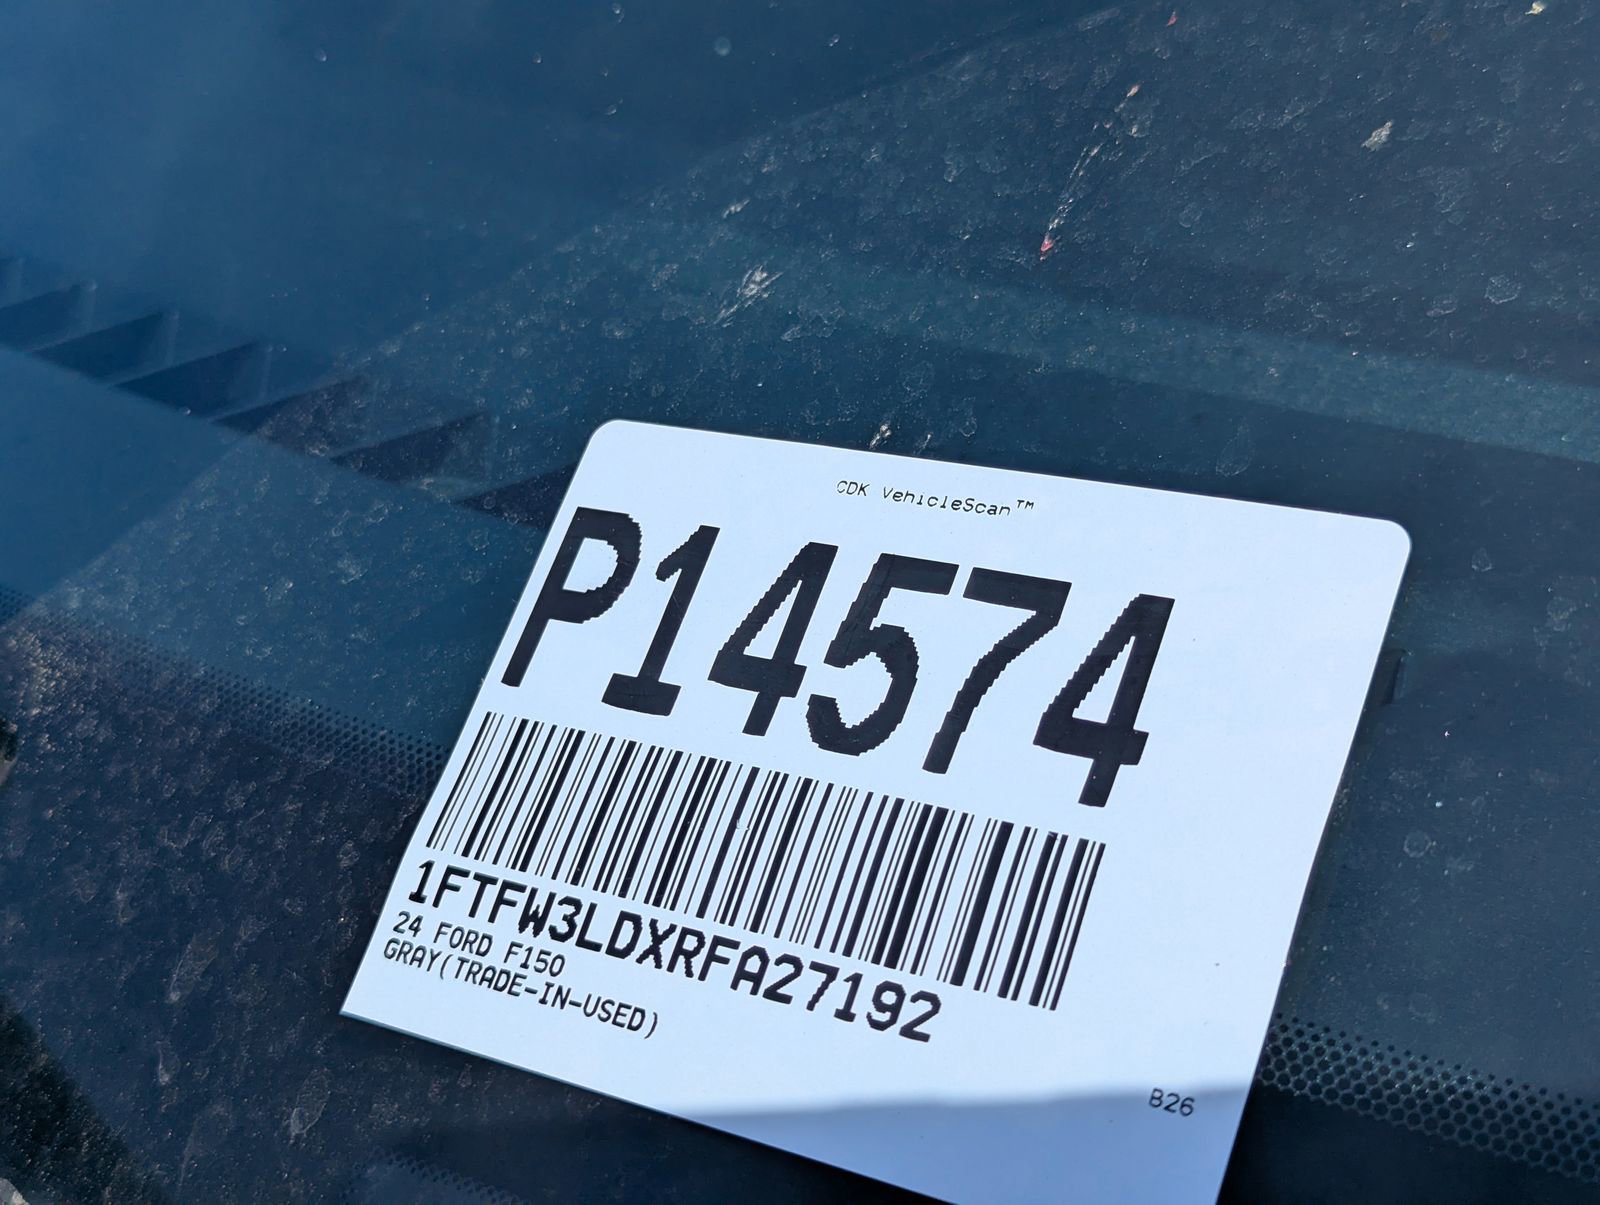 CDK VehicleScan™
P14574
1FTFW3LDXRFA27192
24 FORD F150
GRAY(TRADE-IN-USED)
B26